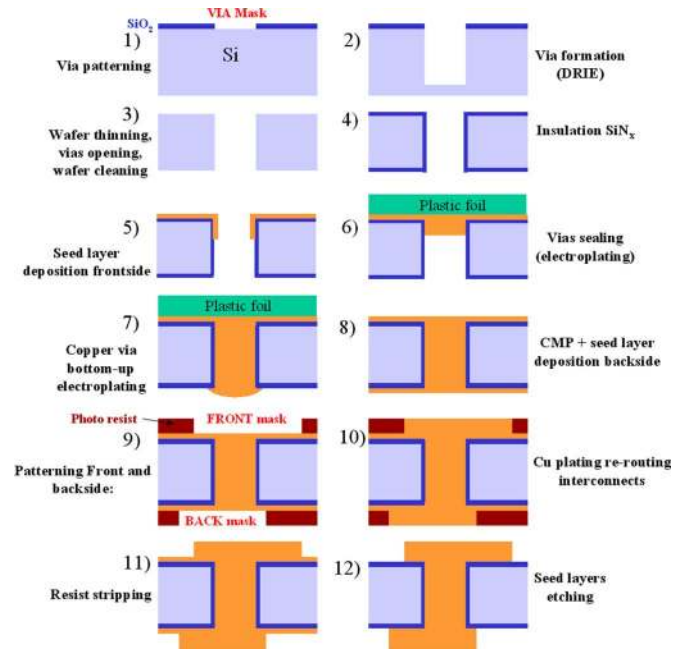 VIA Mask
SiO2
1)
Via patterning
Si
2)
Via formation
(DRIE)
3)
Wafer thinning,
vias opening,
wafer cleaning
4)
Insulation SiNx
5)
Seed layer
deposition frontside
Plastic foil
6)
Vias sealing
(electroplating)
Plastic foil
7)
Copper via
bottom-up
electroplating
8)
CMP + seed layer
deposition backside
Photo resist
FRONT mask
9)
Patterning Front and
backside:
BACK mask
10)
Cu plating re-routing
interconnects
11)
Resist stripping
12)
Seed layers
etching